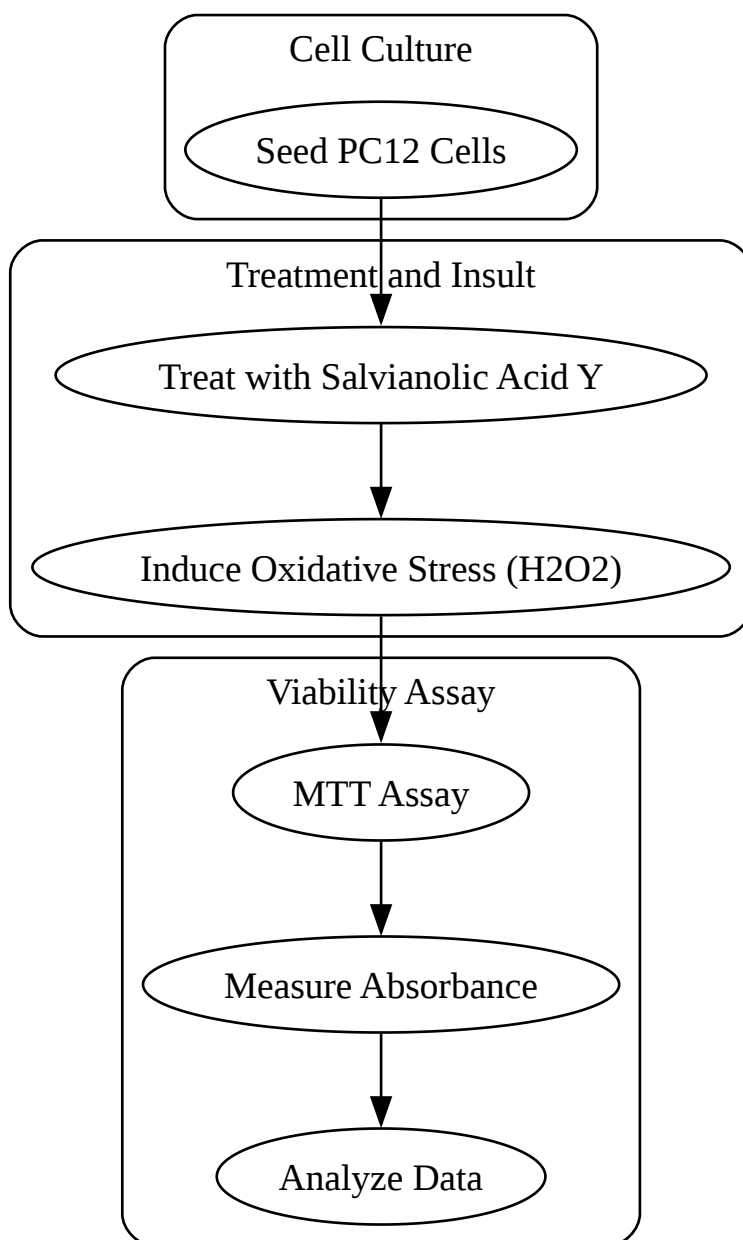 Cell Culture
Seed PC12 Cells
Treatment and Insult
Treat with Salvianolic Acid Y
Induce Oxidative Stress (H2O2)
Viability Assay
MTT Assay
Measure Absorbance
Analyze Data